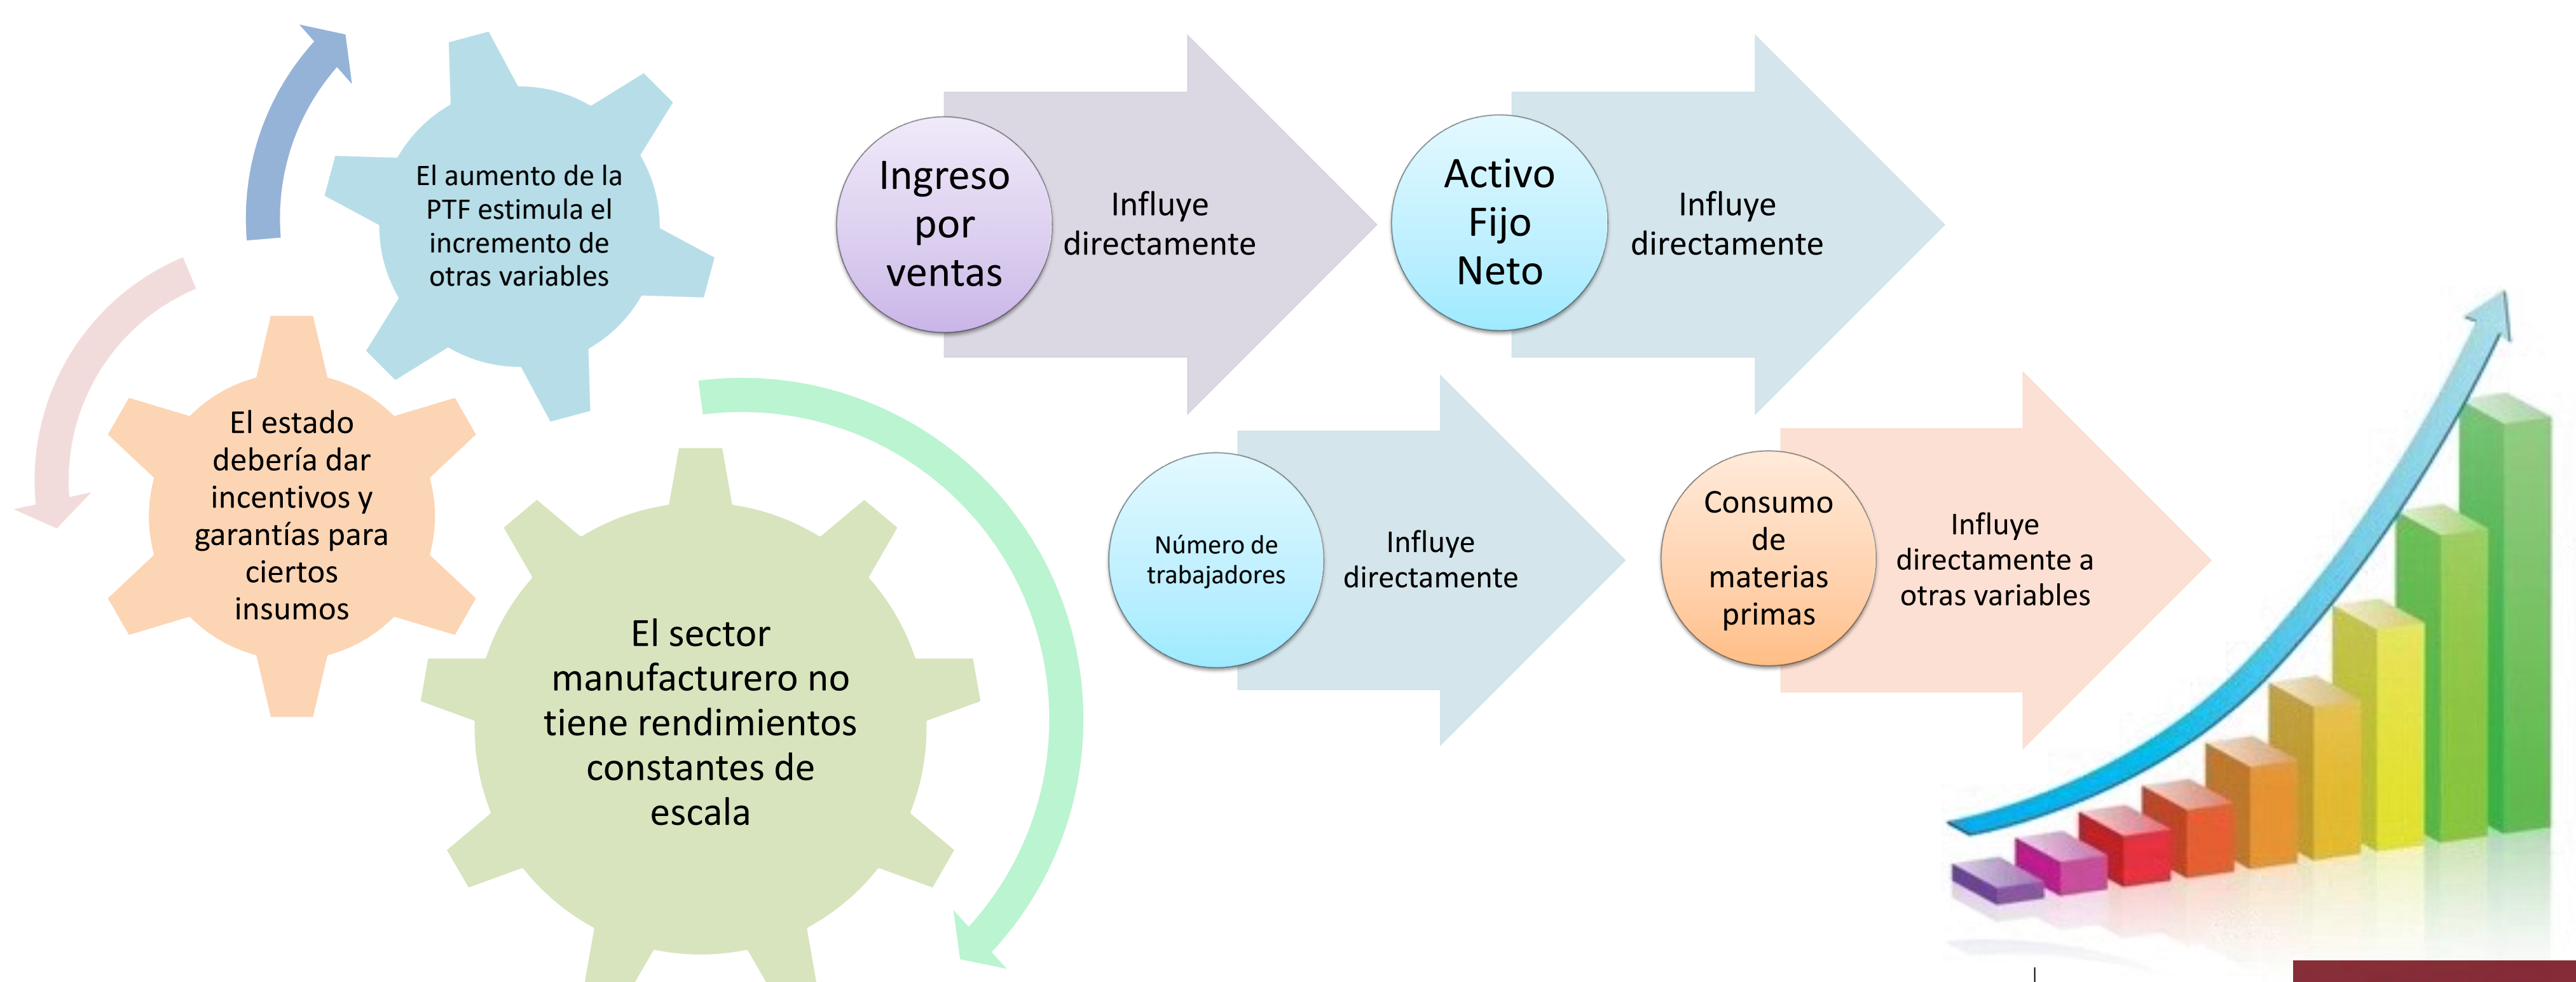 El aumento de la
PTF estimula el
incremento de
otras variables
El estado
debería dar
incentivos y
garantías para
ciertos
insumos
El sector
manufacturero no
tiene rendimientos
constantes de
escala
Ingreso
por
ventas
Influye
directamente
Activo
Fijo
Neto
Influye
directamente
Número de
trabajadores
Influye
directamente
Consumo
de
materias
primas
Influye
directamente a
otras variables